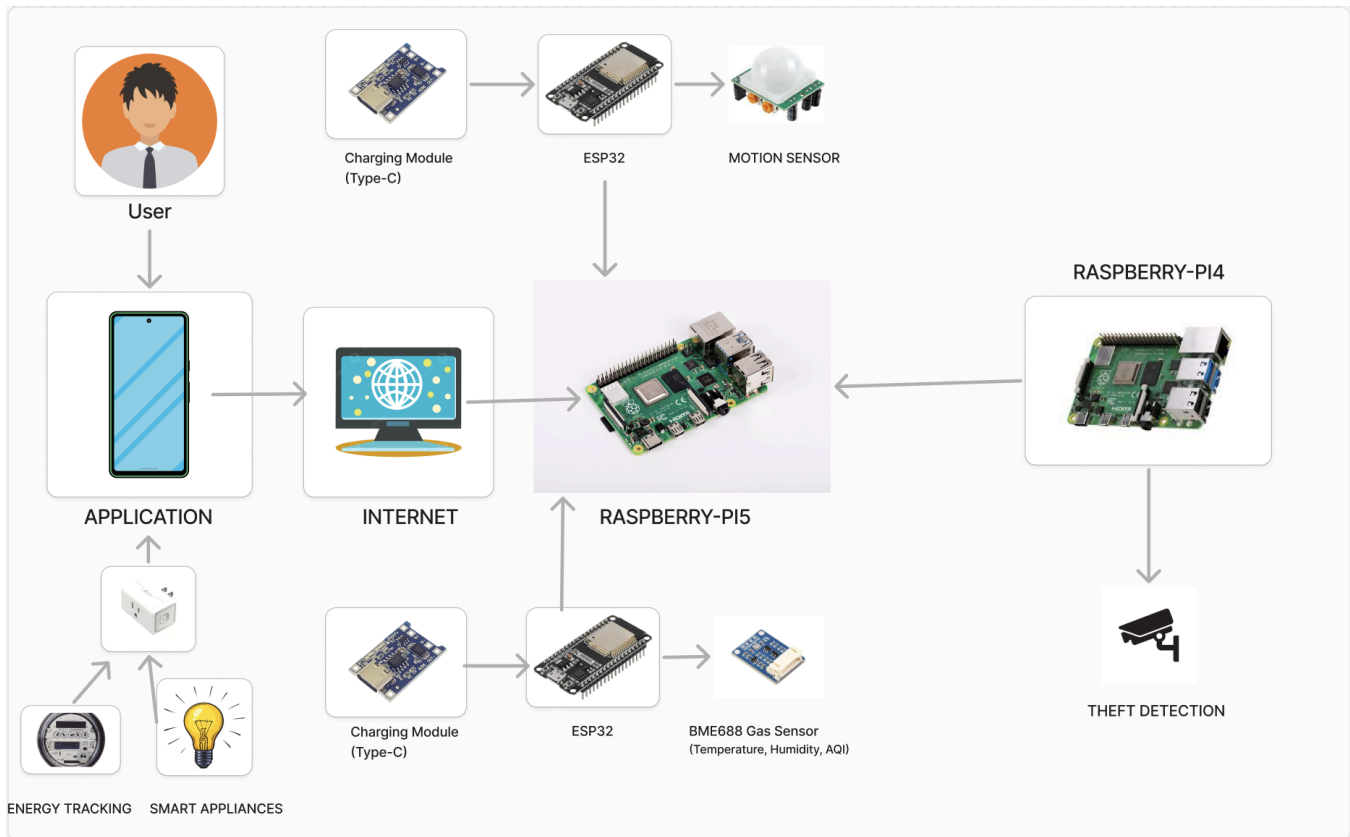 Charging Module
(Type-C)
ESP32
MOTION SENSOR
User
RASPBERRY-PI4
APPLICATION
INTERNET
RASPBERRY-PI5
Charging Module
(Type-C)
ESP32
BME688 Gas Sensor
(Temperature, Humidity, AQI)
THEFT DETECTION
ENERGY TRACKING
SMART APPLIANCES